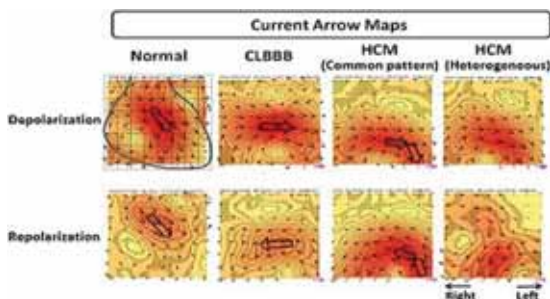 Current Arrow Maps
Normal
CLBBB
HCM
(Common pattern)
HCM
(Heterogeneous)
Depolarization
Repolarization
Right
Left